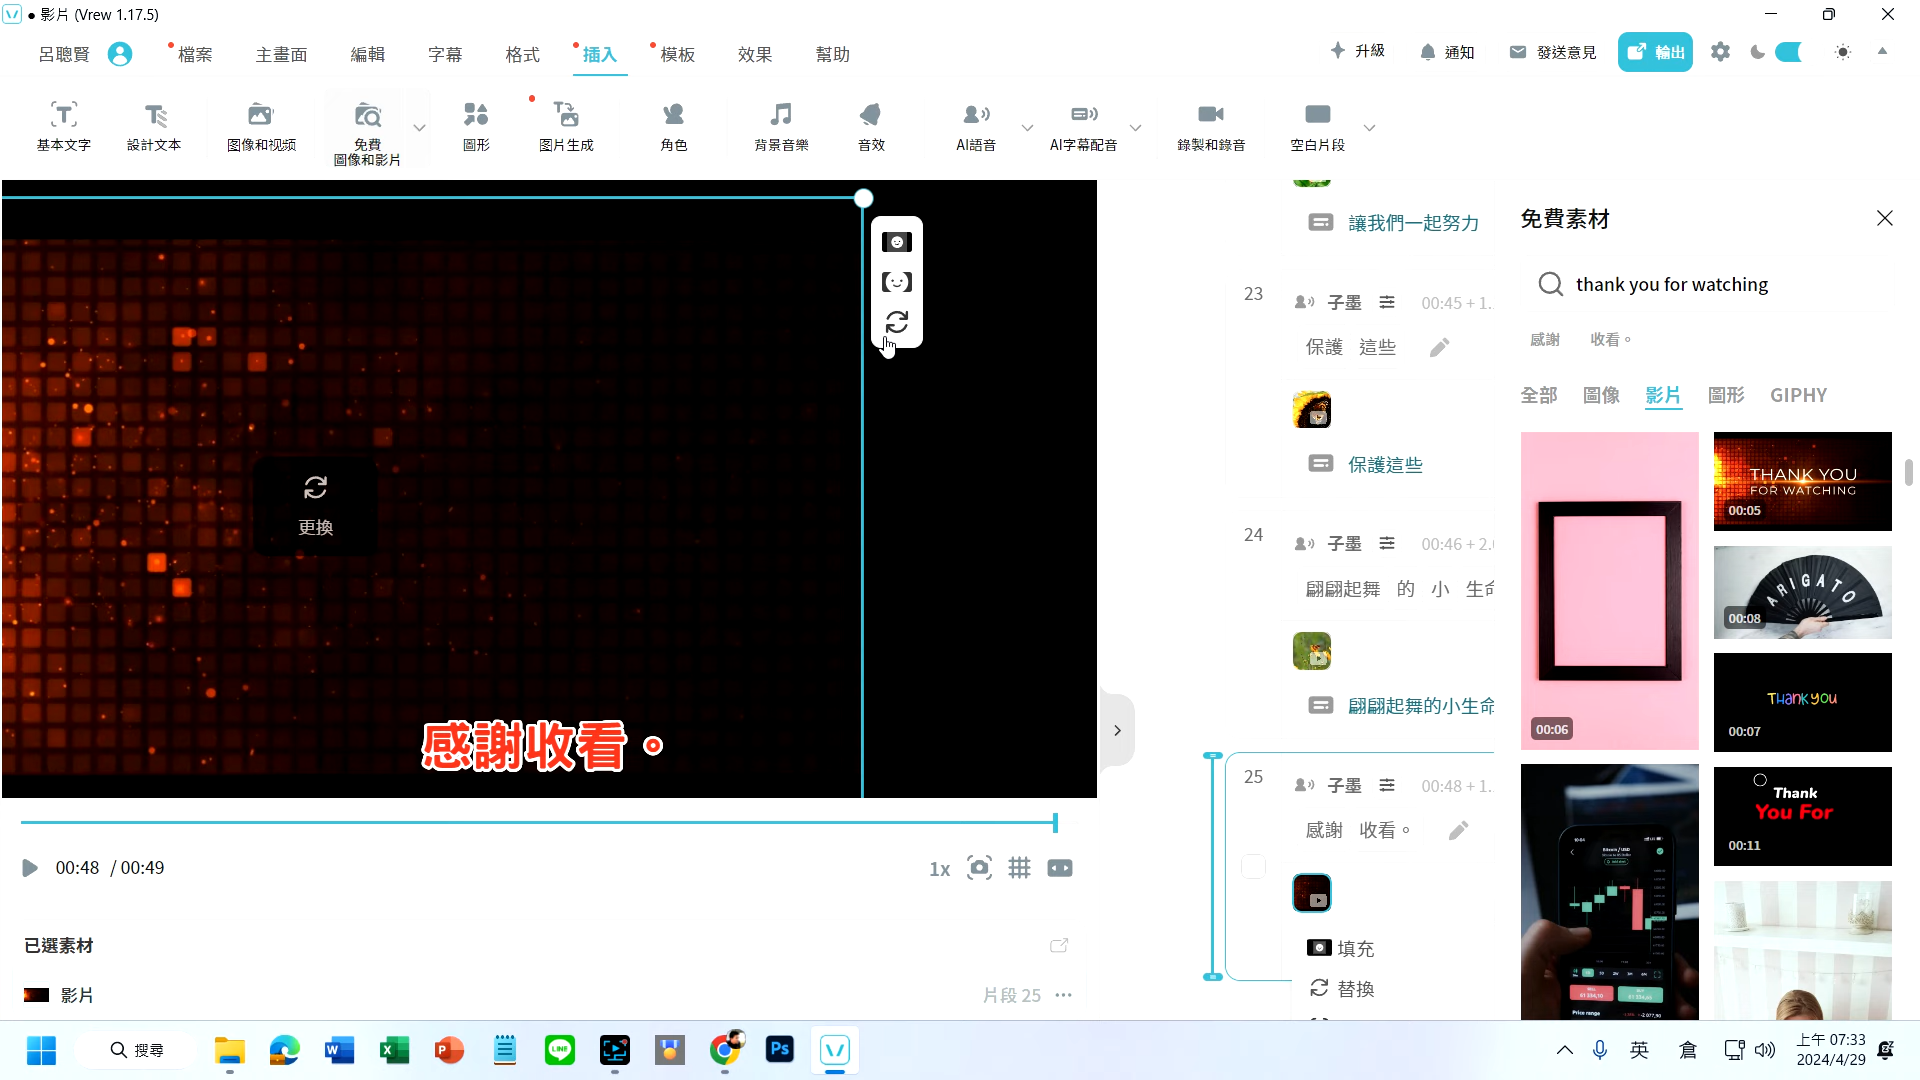 ● 影片 (Vrew 1.17.5)
呂聰賢
檔案
主畫面
編輯
字幕
格式
插入
模板
效果
幫助
升級
通知
發送意見
輸出
基本文字
設計文本
图像和视频
免費
圖像和影片
圖形
图片生成
角色
背景音樂
音效
AI語音
AI字幕配音
錄製和錄音
空白片段
更換
感謝收看。
00:48 / 00:49
1x
已選素材
影片
片段 25
讓我們一起努力
23
子墨
00:45 + 1.
保護 這些
保護這些
24
子墨
00:46 + 2.
翩翩起舞 的 小 生命
翩翩起舞的小生命
25
子墨
00:48 + 1.
感謝 收看。
填充
替換
免費素材
thank you for watching
感謝 收看。
全部
圖像
影片
圖形
GIPHY
00:06
THANK YOU
FOR WATCHING
00:05
ARIGATO
00:08
Thank you
00:07
Thank
You For
00:11
Bitcoin / USD
Price range
搜尋
W
X
P
LINE
Ps
英
倉
上午 07:33
2024/4/29